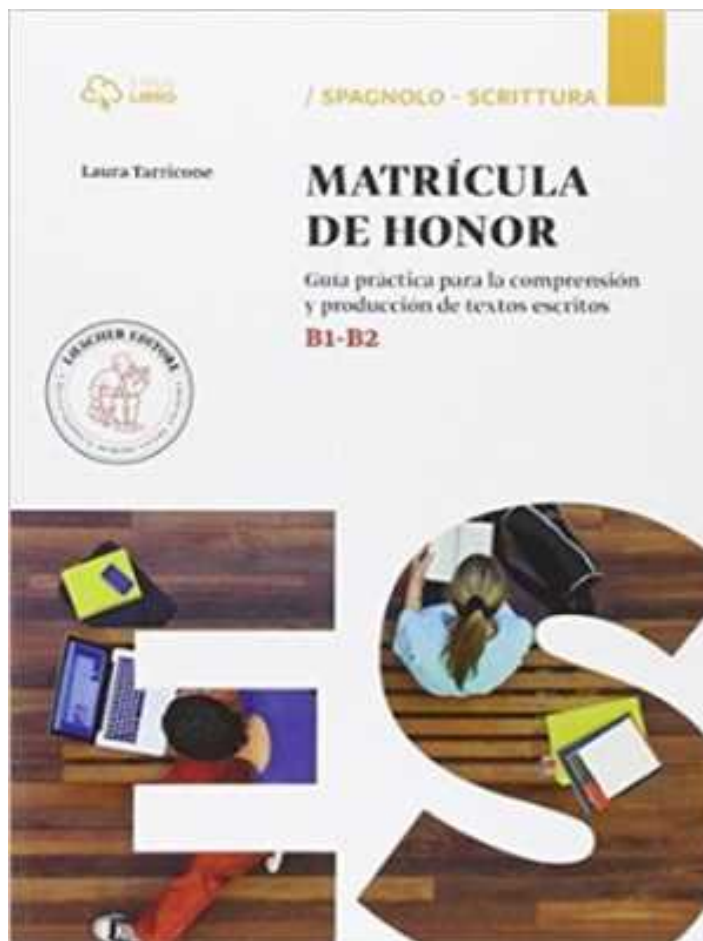 LIBRO
/ SPAGNOLO - SCRITTURA
Laura Tarricone
MATRÍCULA
DE HONOR
Guía práctica para la comprensión
y producción de textos escritos
B1-B2
LOESCHER EDITORE
ES